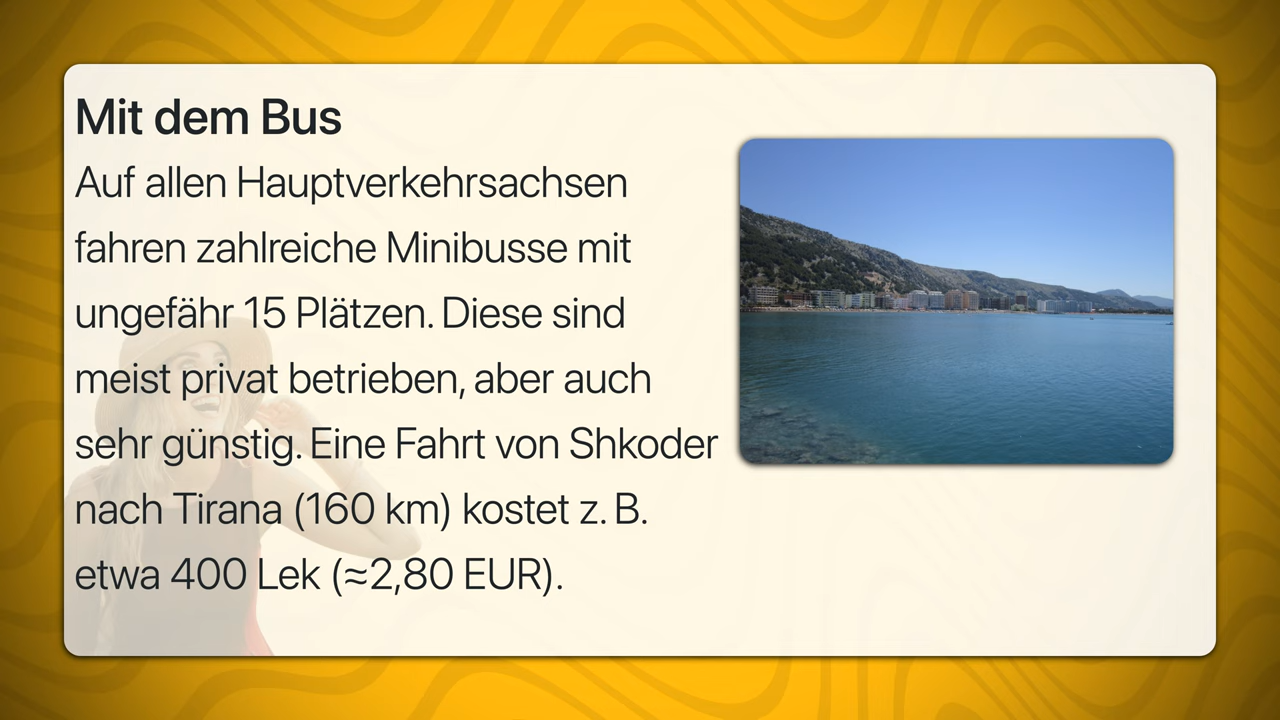 Mit dem Bus
Auf allen Hauptverkehrsachsen
fahren zahlreiche Minibusse mit
ungefähr 15 Plätzen. Diese sind
meist privat betrieben, aber auch
sehr günstig. Eine Fahrt von Shkoder
nach Tirana (160 km) kostet z. B.
etwa 400 Lek (≈2,80 EUR).